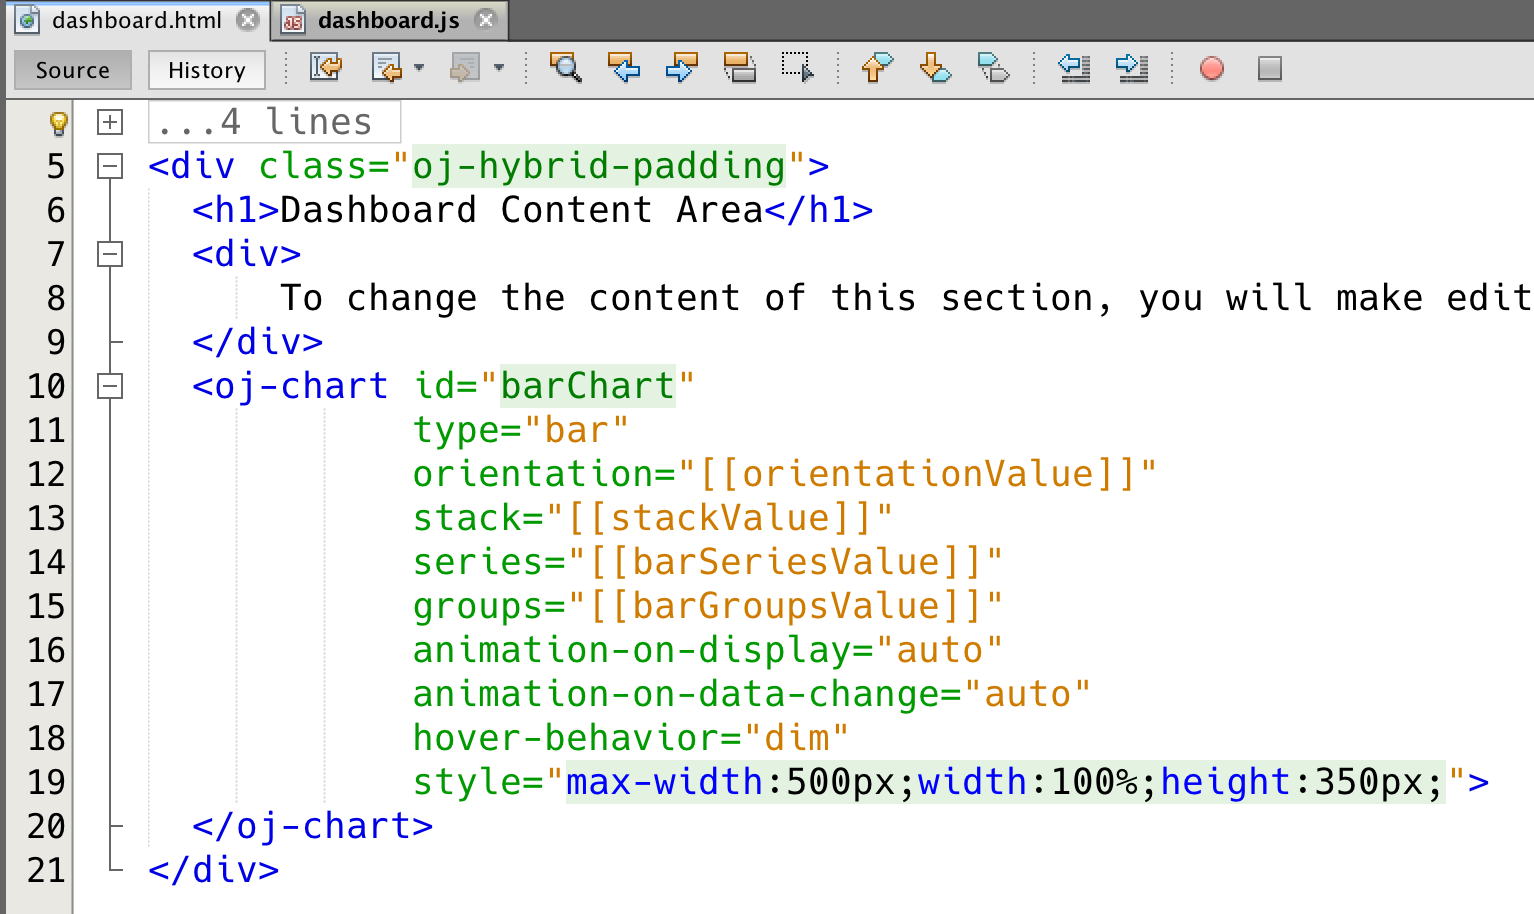 dashboard.html dashboard.js
Source History
...4 lines
5 <div class="oj-hybrid-padding">
6 <h1>Dashboard Content Area</h1>
7 <div>
8 To change the content of this section, you will make edit
9 </div>
10 <oj-chart id="barChart"
11 type="bar"
12 orientation="[[orientationValue]]"
13 stack="[[stackValue]]"
14 series="[[barSeriesValue]]"
15 groups="[[barGroupsValue]]"
16 animation-on-display="auto"
17 animation-on-data-change="auto"
18 hover-behavior="dim"
19 style="max-width:500px;width:100%;height:350px;">
20 </oj-chart>
21 </div>